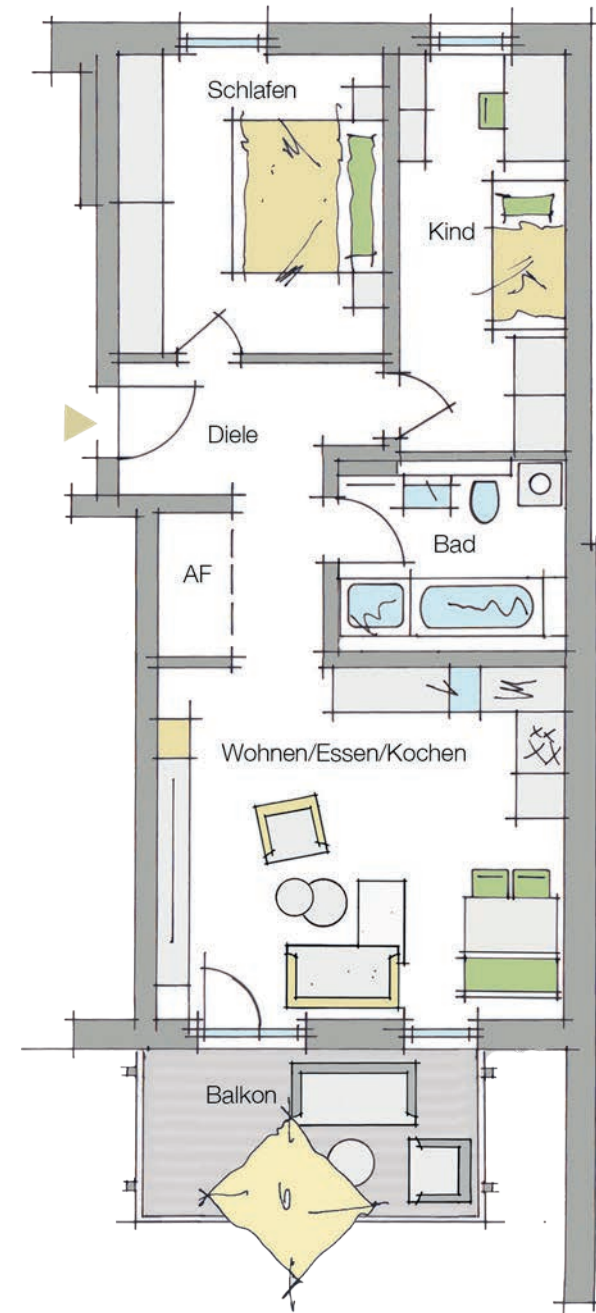 Schlafen
Kind
Diele
Bad
AF
Wohnen/Essen/Kochen
Balkon